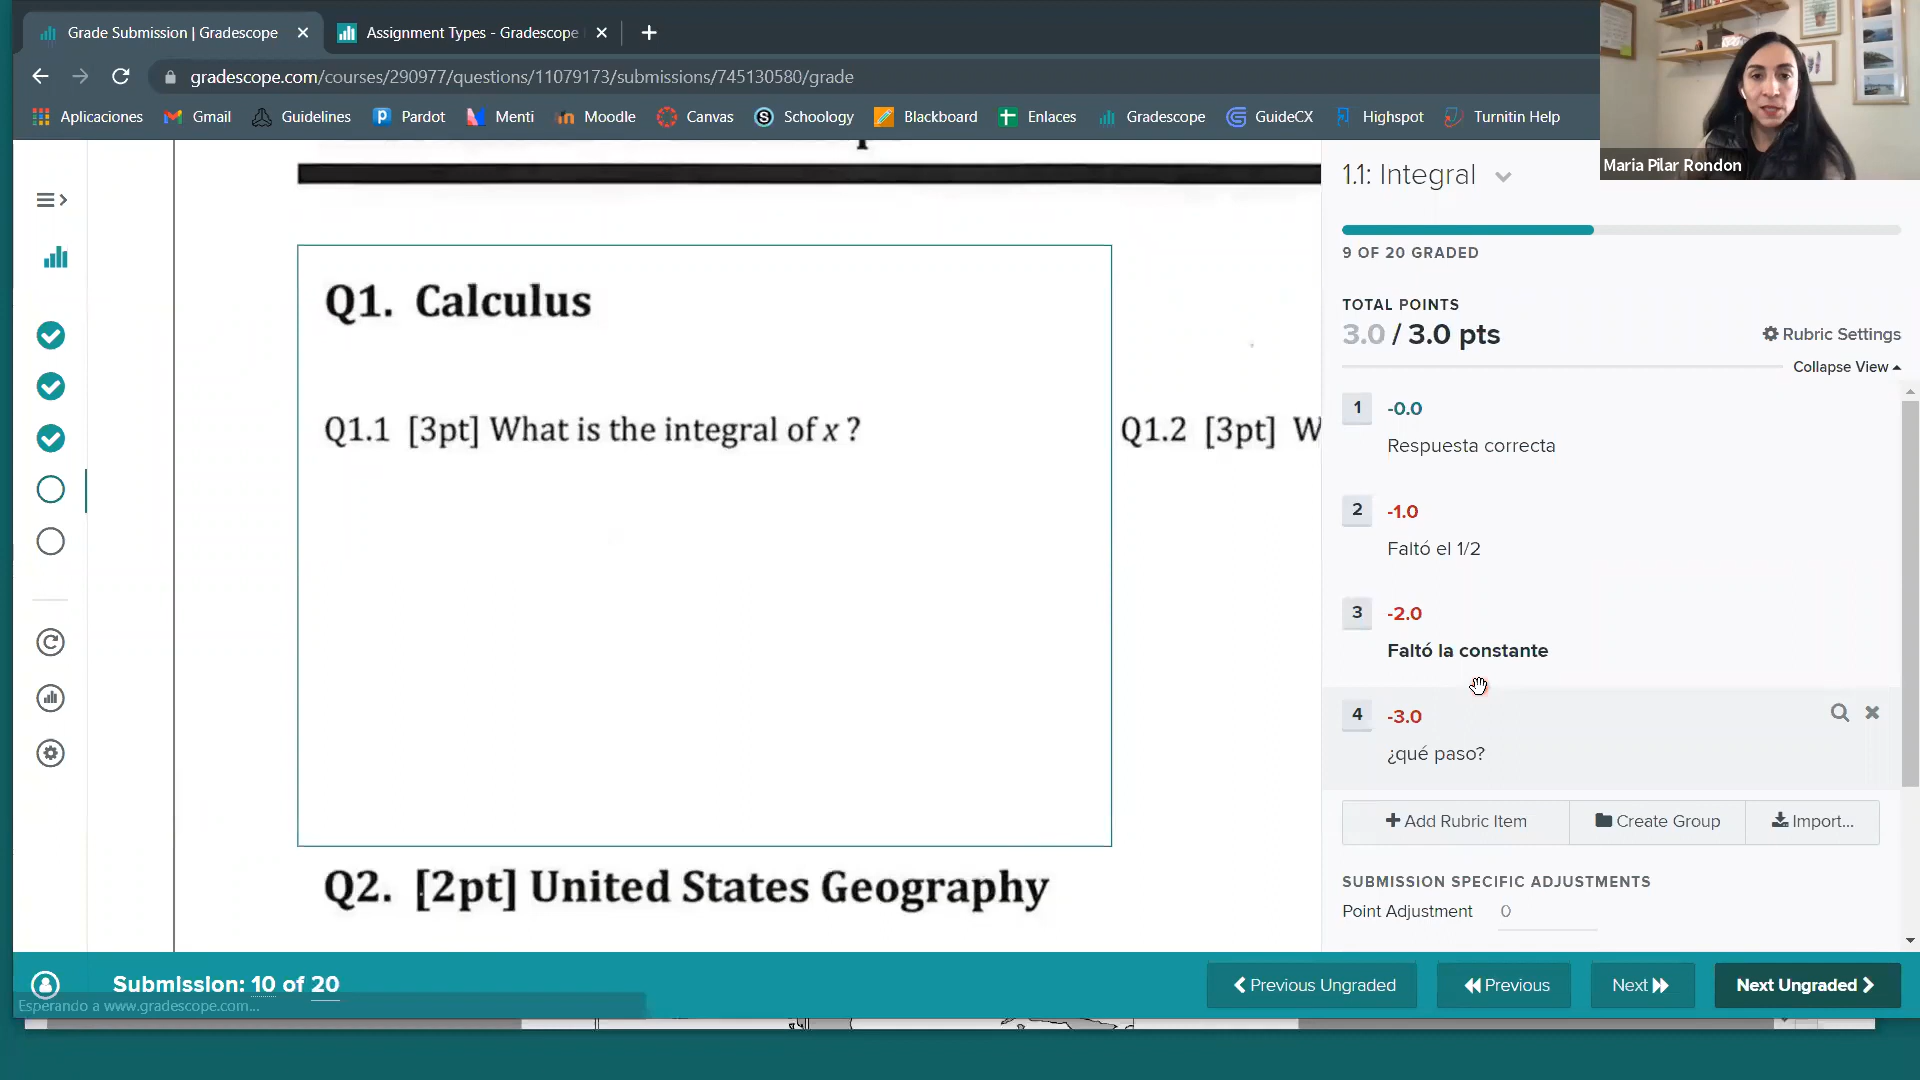 Grade Submission | Gradescope
Assignment Types - Gradescope
gradescope.com/courses/290977/questions/11079173/submissions/745130580/grade
Aplicaciones Gmail Guidelines Pardot Menti Moodle Canvas Schoology Blackboard Enlaces Gradescope GuideCX Highspot Turnitin Help
Maria Pilar Rondon
Q1. Calculus
Q1.1 [3pt] What is the integral of x ?
Q1.2 [3pt] W
Q2. [2pt] United States Geography
1.1: Integral
9 OF 20 GRADED
TOTAL POINTS
3.0 / 3.0 pts
Rubric Settings
Collapse View
1 -0.0
Respuesta correcta
2 -1.0
Faltó el 1/2
3 -2.0
Faltó la constante
4 -3.0
¿qué paso?
+ Add Rubric Item
Create Group
Import...
SUBMISSION SPECIFIC ADJUSTMENTS
Point Adjustment 0
Submission: 10 of 20
Esperando a www.gradescope.com...
Previous Ungraded
Previous
Next
Next Ungraded